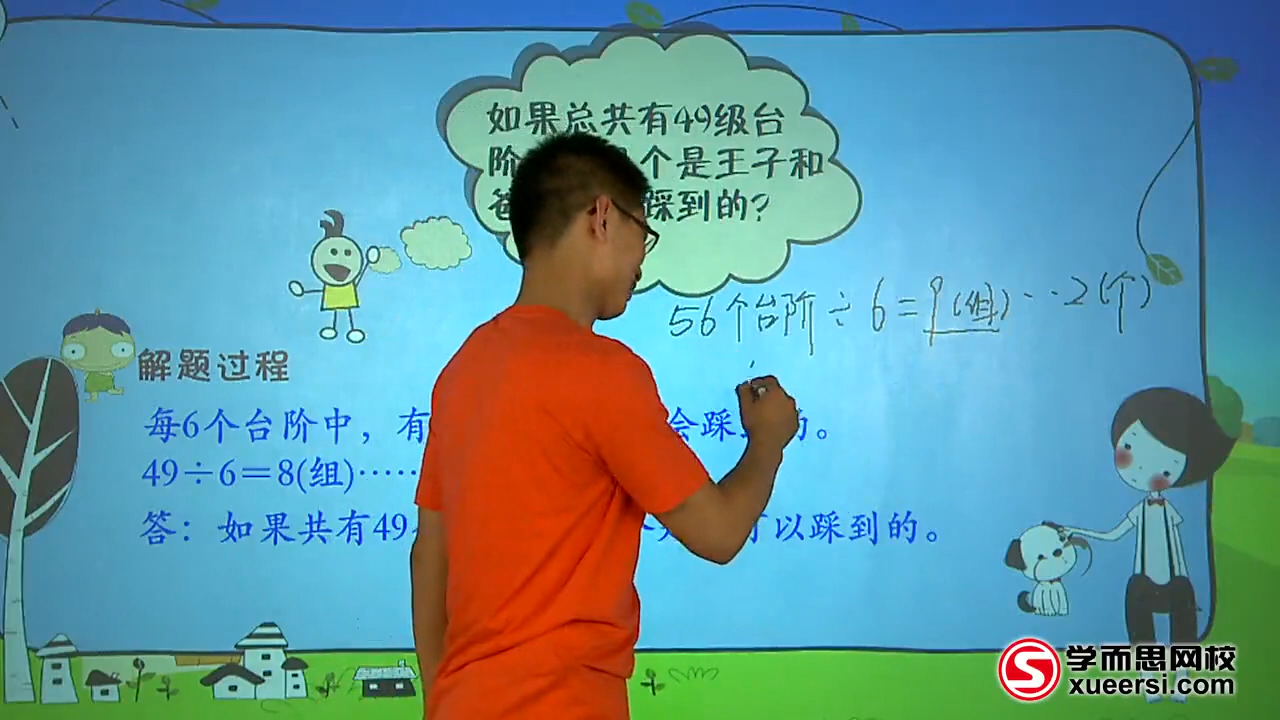 如果总共有49级台
阶 个是王子和
踩到的?
56个台阶÷6=9(组)……2(个)
解题过程
每6个台阶中,有 会踩 的。
49÷6=8(组)……
答:如果共有49 可以踩到的。
学而思网校
xueersi.com